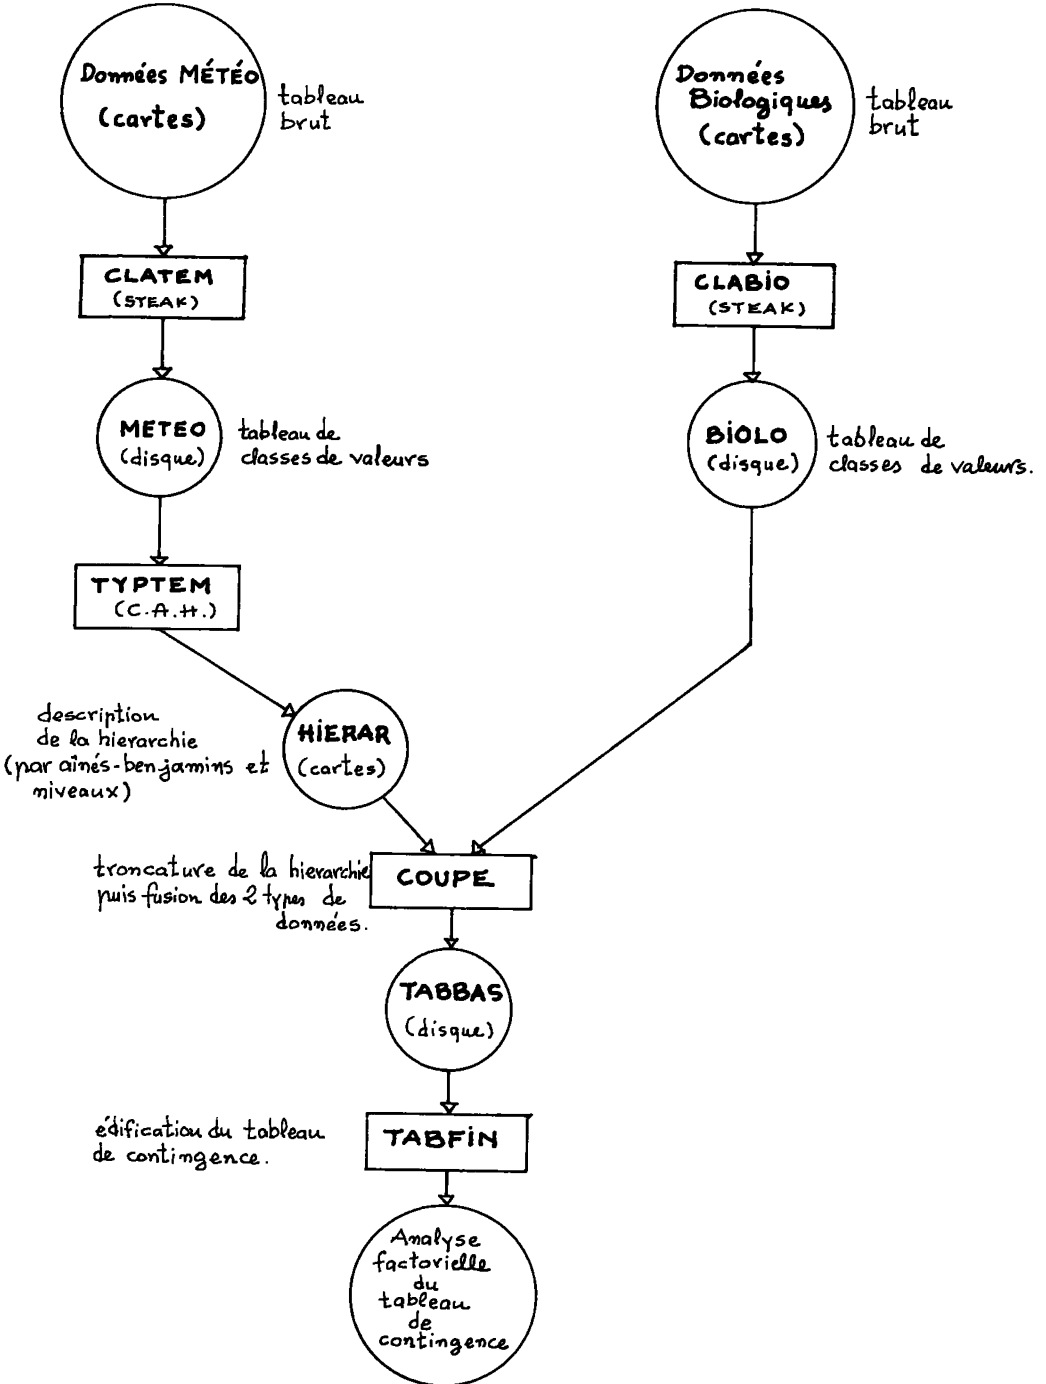 Données MÉTÉO
(cartes)
tableau
brut
Données
Biologiques
(cartes)
tableau
brut
CLATEM
(STEAK)
CLABIO
(STEAK)
METEO
(disque)
tableau de
classes de valeurs
BIOLO
(disque)
tableau de
classes de valeurs.
TYPTEM
(C.A.H.)
description
de la hierarchie
(par aînés-benjamins et
niveaux)
HIERAR
(cartes)
troncature de la hierarchie
puis fusion des 2 types de
données.
COUPE
TABBAS
(disque)
édification du tableau
de contingence.
TABFIN
Analyse
factorielle
du
tableau
de
contingence